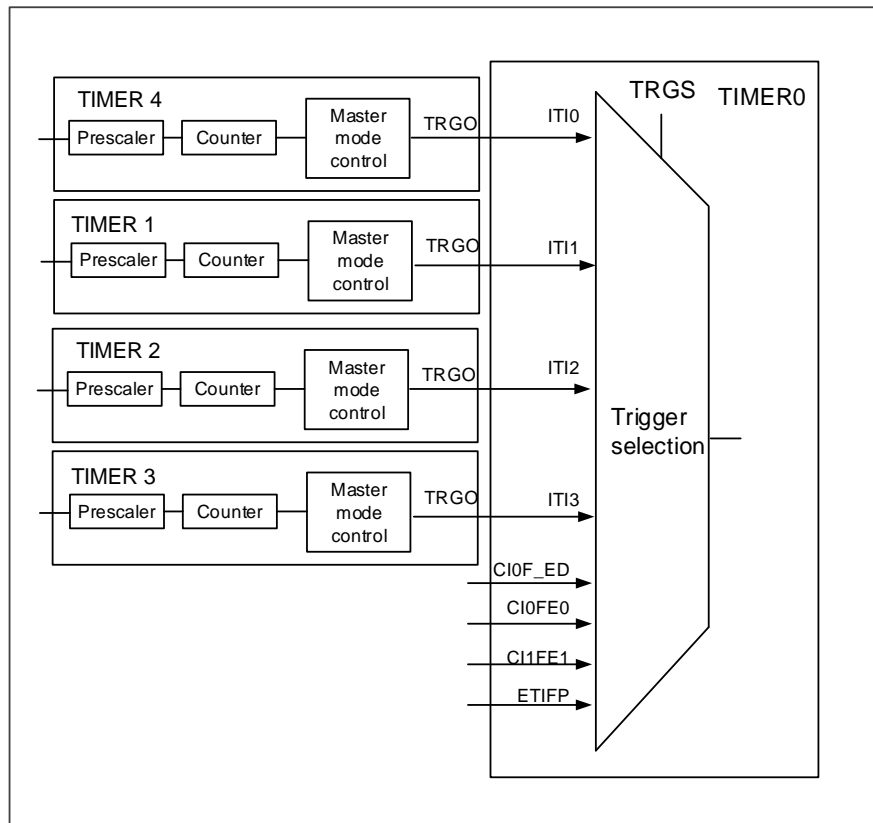 TIMER 4
Prescaler
Counter
Master
mode
control
TRGO
ITI0
TRGS
TIMER0
TIMER 1
Prescaler
Counter
Master
mode
control
TRGO
ITI1
TIMER 2
Prescaler
Counter
Master
mode
control
TRGO
ITI2
Trigger
selection
TIMER 3
Prescaler
Counter
Master
mode
control
TRGO
ITI3
CI0F_ED
CI0FE0
CI1FE1
ETIFP